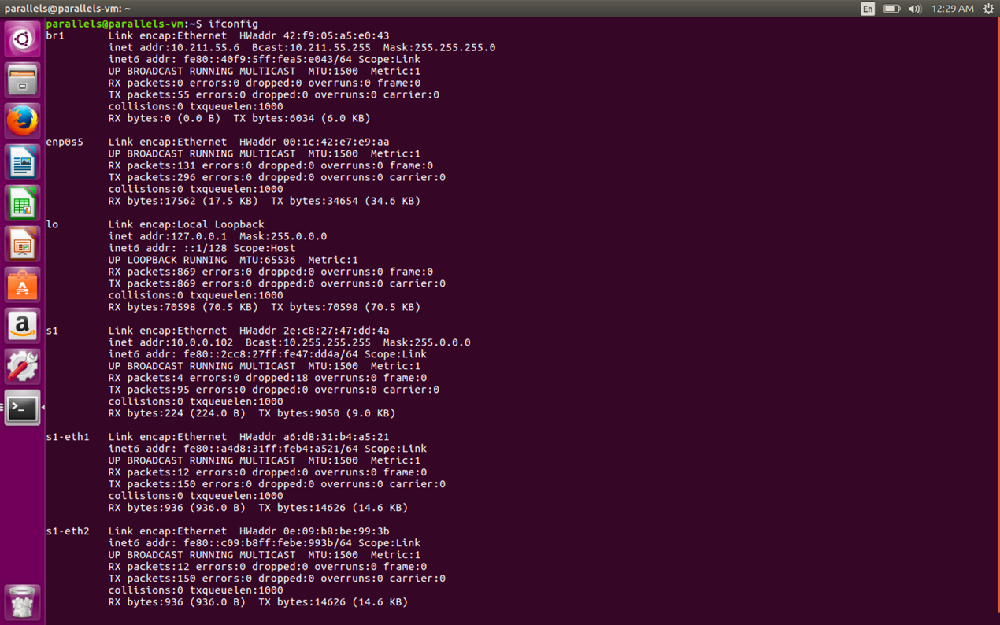 parallels@parallels-vm: ~
En
12:29 AM
parallels@parallels-vm:~$ ifconfig
br1       Link encap:Ethernet  HWaddr 42:f9:05:a5:e0:43
          inet addr:10.211.55.6  Bcast:10.211.55.255  Mask:255.255.255.0
          inet6 addr: fe80::40f9:5ff:fea5:e043/64 Scope:Link
          UP BROADCAST RUNNING MULTICAST  MTU:1500  Metric:1
          RX packets:0 errors:0 dropped:0 overruns:0 frame:0
          TX packets:55 errors:0 dropped:0 overruns:0 carrier:0
          collisions:0 txqueuelen:1000
          RX bytes:0 (0.0 B)  TX bytes:6034 (6.0 KB)

enp0s5    Link encap:Ethernet  HWaddr 00:1c:42:e7:e9:aa
          UP BROADCAST RUNNING MULTICAST  MTU:1500  Metric:1
          RX packets:131 errors:0 dropped:0 overruns:0 frame:0
          TX packets:296 errors:0 dropped:0 overruns:0 carrier:0
          collisions:0 txqueuelen:1000
          RX bytes:17562 (17.5 KB)  TX bytes:34654 (34.6 KB)

lo        Link encap:Local Loopback
          inet addr:127.0.0.1  Mask:255.0.0.0
          inet6 addr: ::1/128 Scope:Host
          UP LOOPBACK RUNNING  MTU:65536  Metric:1
          RX packets:869 errors:0 dropped:0 overruns:0 frame:0
          TX packets:869 errors:0 dropped:0 overruns:0 carrier:0
          collisions:0 txqueuelen:1000
          RX bytes:70598 (70.5 KB)  TX bytes:70598 (70.5 KB)

s1        Link encap:Ethernet  HWaddr 2e:c8:27:47:dd:4a
          inet addr:10.0.0.102  Bcast:10.255.255.255  Mask:255.0.0.0
          inet6 addr: fe80::2cc8:27ff:fe47:dd4a/64 Scope:Link
          UP BROADCAST RUNNING MULTICAST  MTU:1500  Metric:1
          RX packets:4 errors:0 dropped:18 overruns:0 frame:0
          TX packets:95 errors:0 dropped:0 overruns:0 carrier:0
          collisions:0 txqueuelen:1000
          RX bytes:224 (224.0 B)  TX bytes:9050 (9.0 KB)

s1-eth1   Link encap:Ethernet  HWaddr a6:d8:31:b4:a5:21
          inet6 addr: fe80::a4d8:31ff:feb4:a521/64 Scope:Link
          UP BROADCAST RUNNING MULTICAST  MTU:1500  Metric:1
          RX packets:12 errors:0 dropped:0 overruns:0 frame:0
          TX packets:150 errors:0 dropped:0 overruns:0 carrier:0
          collisions:0 txqueuelen:1000
          RX bytes:936 (936.0 B)  TX bytes:14626 (14.6 KB)

s1-eth2   Link encap:Ethernet  HWaddr 0e:09:b8:be:99:3b
          inet6 addr: fe80::c09:b8ff:febe:993b/64 Scope:Link
          UP BROADCAST RUNNING MULTICAST  MTU:1500  Metric:1
          RX packets:12 errors:0 dropped:0 overruns:0 frame:0
          TX packets:150 errors:0 dropped:0 overruns:0 carrier:0
          collisions:0 txqueuelen:1000
          RX bytes:936 (936.0 B)  TX bytes:14626 (14.6 KB)